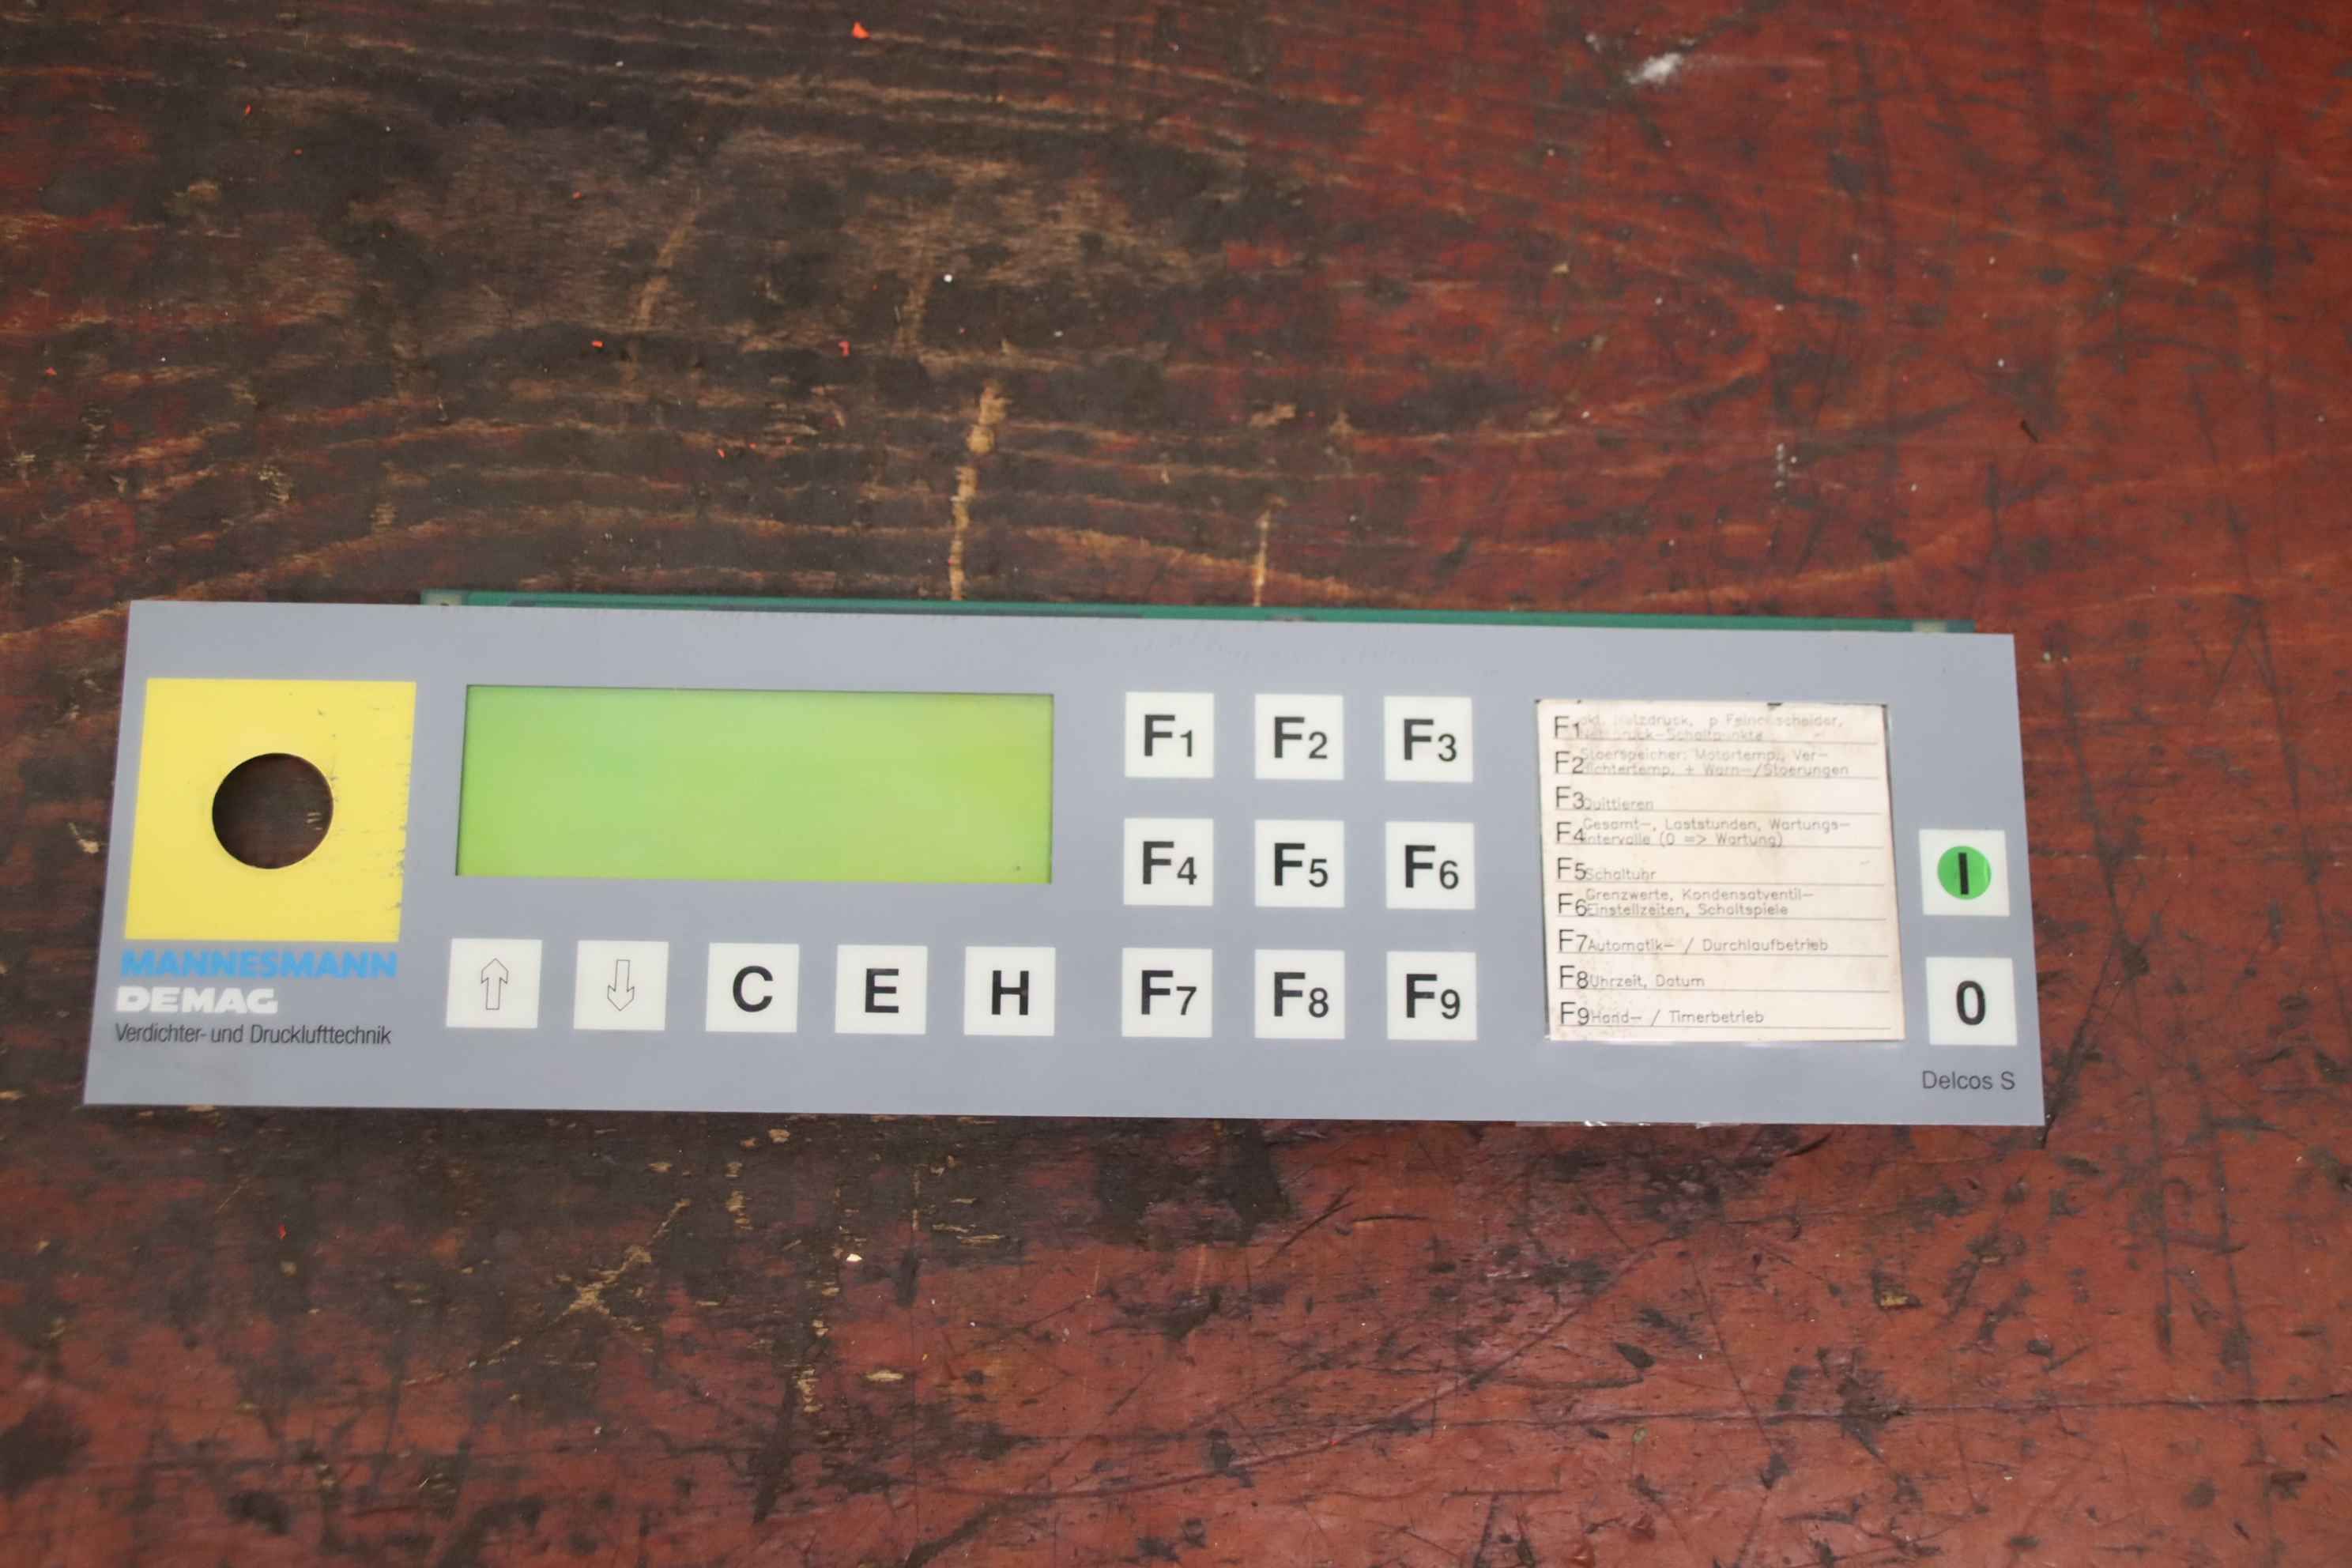 MANNESMANN
DEMAG
Verdichter- und Drucklufttechnik
C E H
F1 F2 F3
F4 F5 F6
F7 F8 F9
F1 Netzdruck, p Feinabscheider,
F2 Stoerspeicher: Motortemp., Ver-
dichtertemp. + Warn-/Stoerungen
F3 Quittieren
F4 Gesamt-, Laststunden, Wartungs-
intervalle (0 => Wartung)
F5 Schaltuhr
F6 Grenzwerte, Kondensatventil-
Einstellzeiten, Schaltspiele
F7 Automatik- / Durchlaufbetrieb
F8 Uhrzeit, Datum
F9 Hand- / Timerbetrieb
I
0
Delcos S